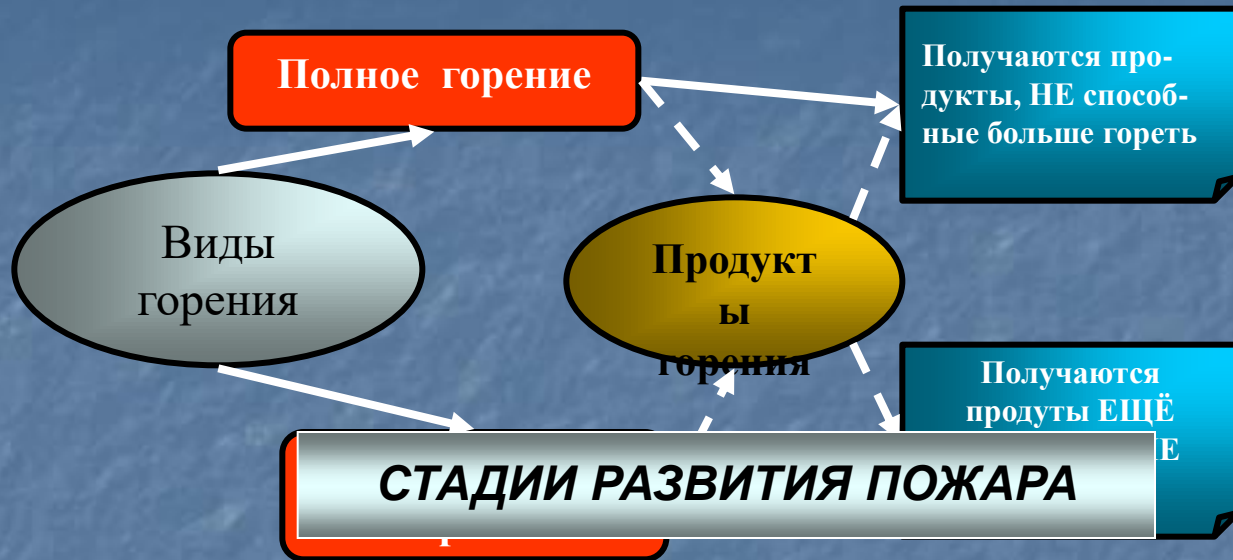 Полное горение
Получаются про-
дукты, НЕ способ-
ные больше гореть
Виды
горения
Продукт
ы
горения
Получаются
продуты ЕЩЁ
СТАДИИ РАЗВИТИЯ ПОЖАРА